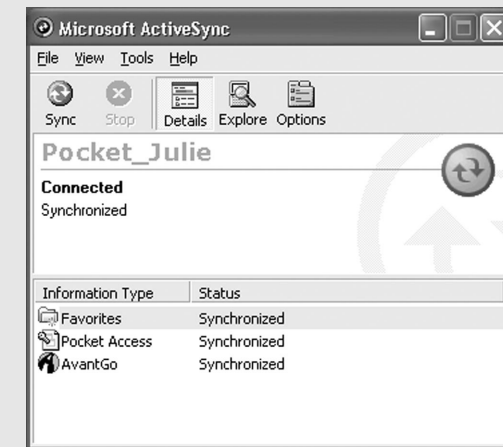 Microsoft ActiveSync
File View Tools Help
Sync Stop Details Explore Options
Pocket_Julie
Connected
Synchronized
Information Type Status
Favorites Synchronized
Pocket Access Synchronized
AvantGo Synchronized